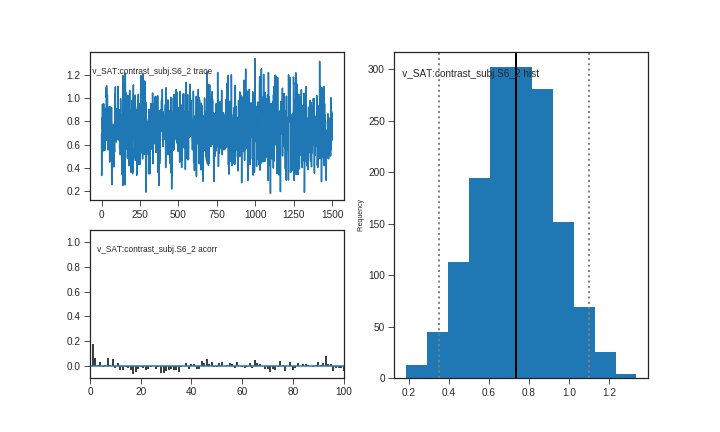 v_SAT:contrast_subj.S6_2 trace
1.2
1.0
0.8
0.6
0.4
0.2
0 250 500 750 1000 1250 1500
v_SAT:contrast_subj.S6_2 acorr
1.0
0.8
0.6
0.4
0.2
0.0
0 20 40 60 80 100
v_SAT:contrast_subj.S6_2 hist
Frequency
300
250
200
150
100
50
0
0.2 0.4 0.6 0.8 1.0 1.2